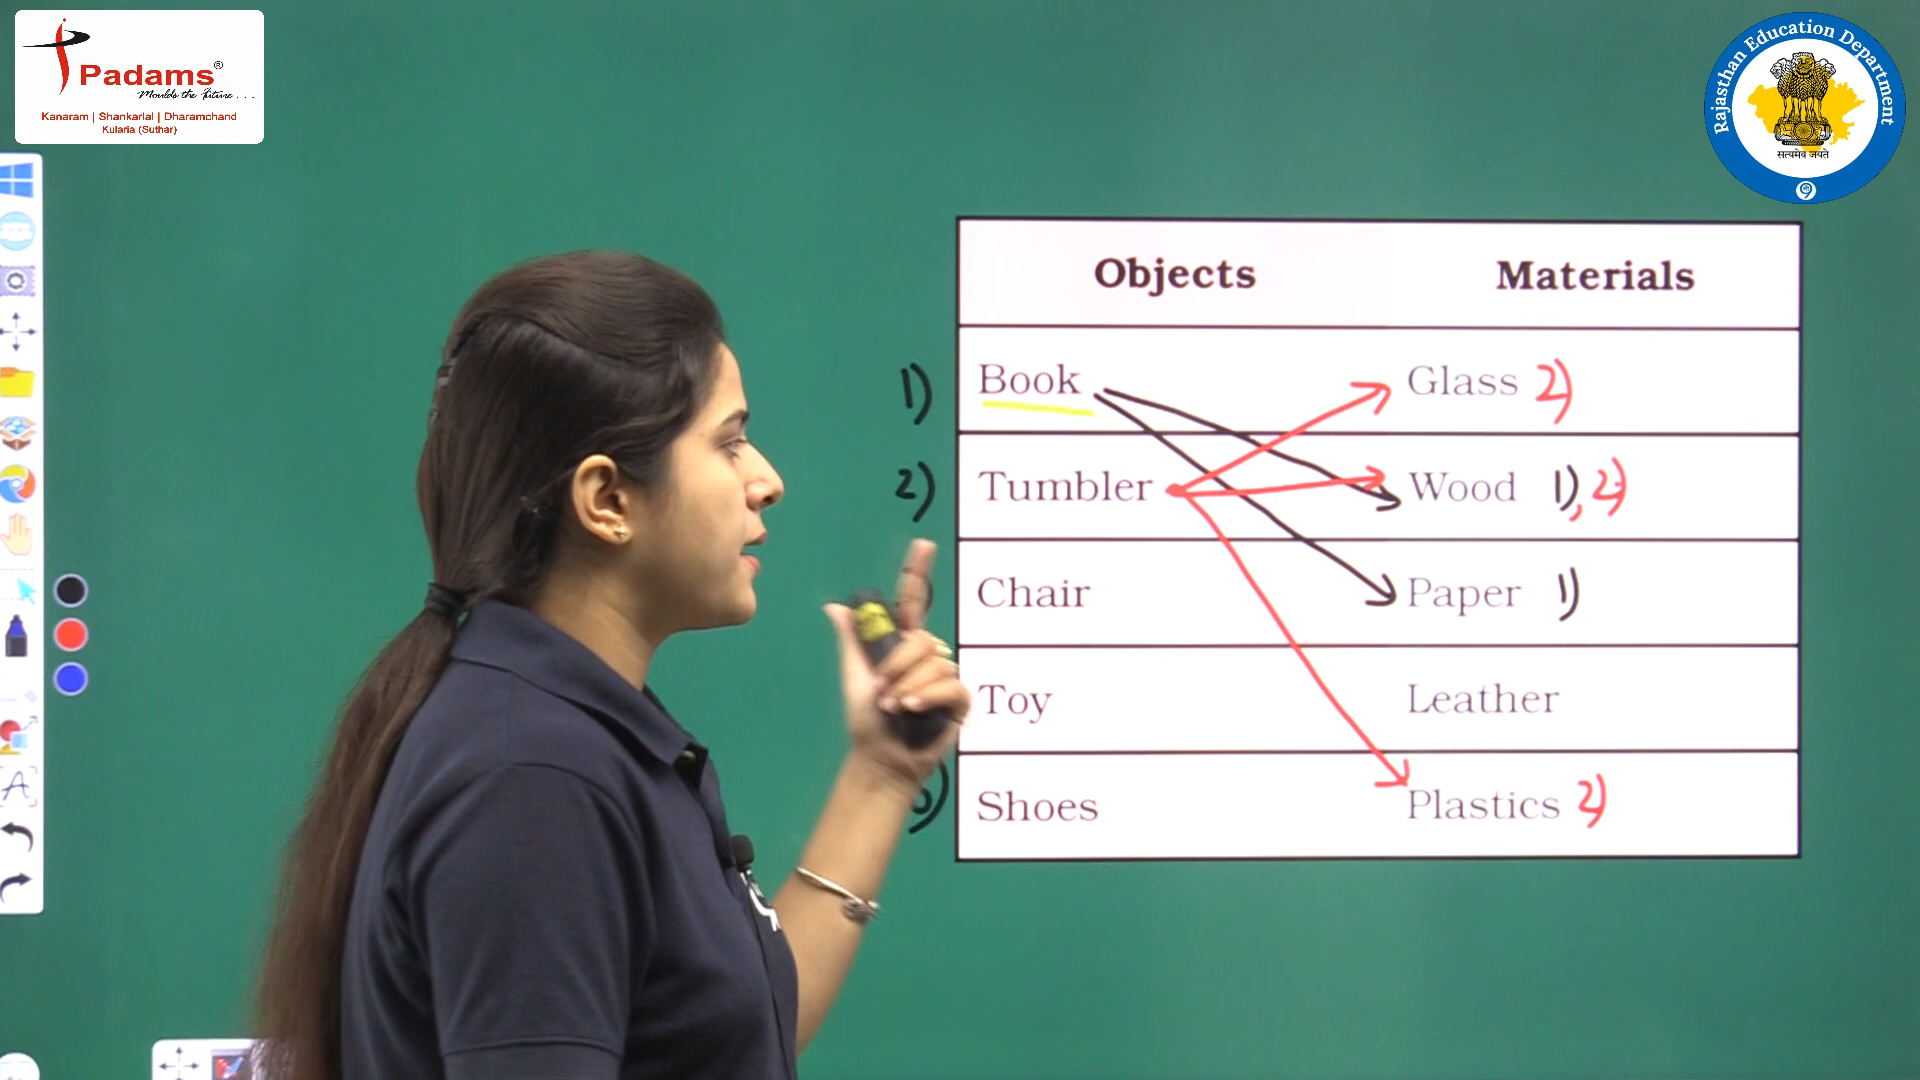 Padams®
Moulds the Future . . .
Kanaram | Shankarlal | Dharamchand
Kularia (Suthar)
Rajasthan Education Department
सत्यमेव जयते
Objects Materials
1) Book Glass 2)
2) Tumbler Wood 1), 2)
Chair Paper 1)
Toy Leather
Shoes Plastics 2)
A